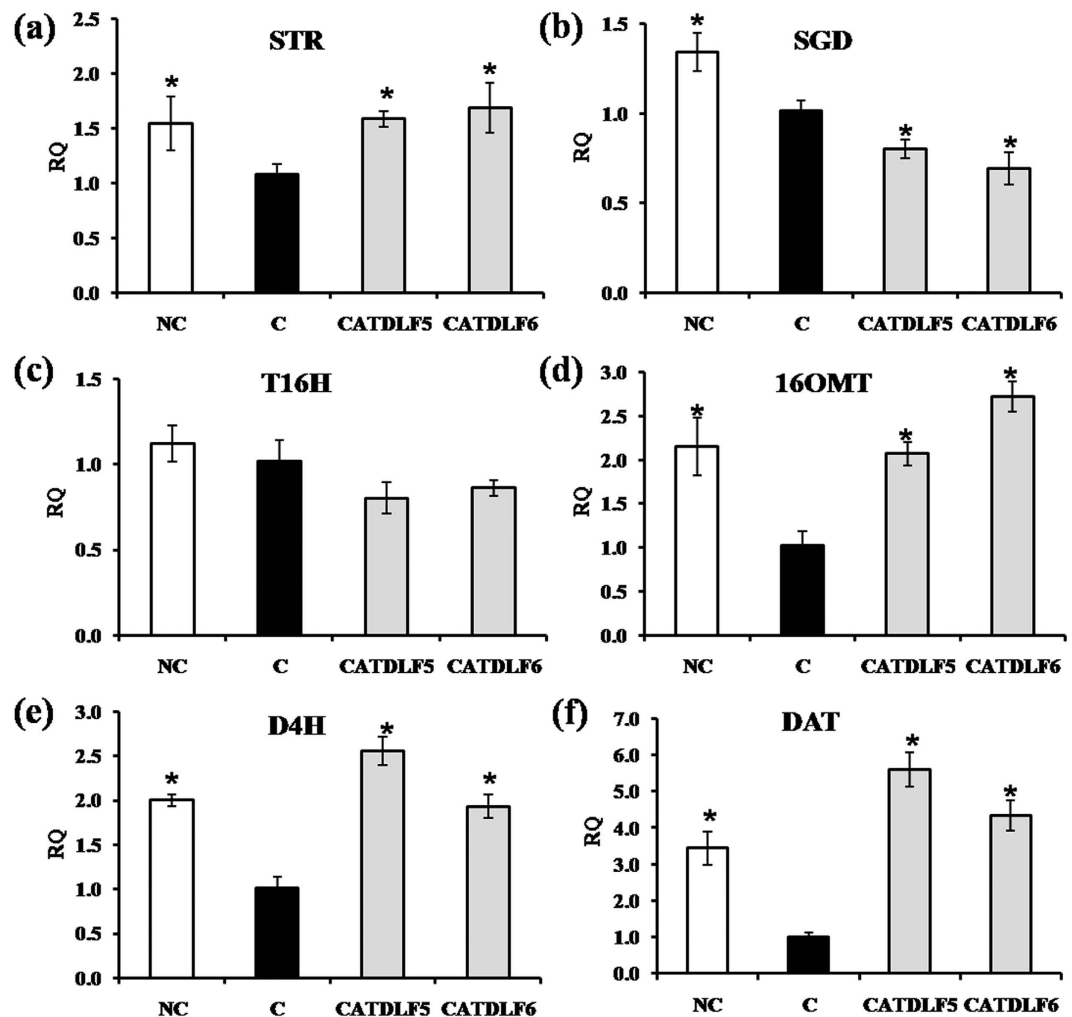 (a)
STR
*
*
*
2.5
2.0
1.5
1.0
0.5
0.0
RQ
NC C CATDLF5 CATDLF6
(b)
SGD
*
*
*
1.5
1.0
0.5
0.0
RQ
NC C CATDLF5 CATDLF6
(c)
T16H
1.5
1.0
0.5
0.0
RQ
NC C CATDLF5 CATDLF6
(d)
16OMT
*
*
*
3.0
2.5
2.0
1.5
1.0
0.5
0.0
RQ
NC C CATDLF5 CATDLF6
(e)
D4H
*
*
*
3.0
2.5
2.0
1.5
1.0
0.5
0.0
RQ
NC C CATDLF5 CATDLF6
(f)
DAT
*
*
*
7.0
6.0
5.0
4.0
3.0
2.0
1.0
0.0
RQ
NC C CATDLF5 CATDLF6